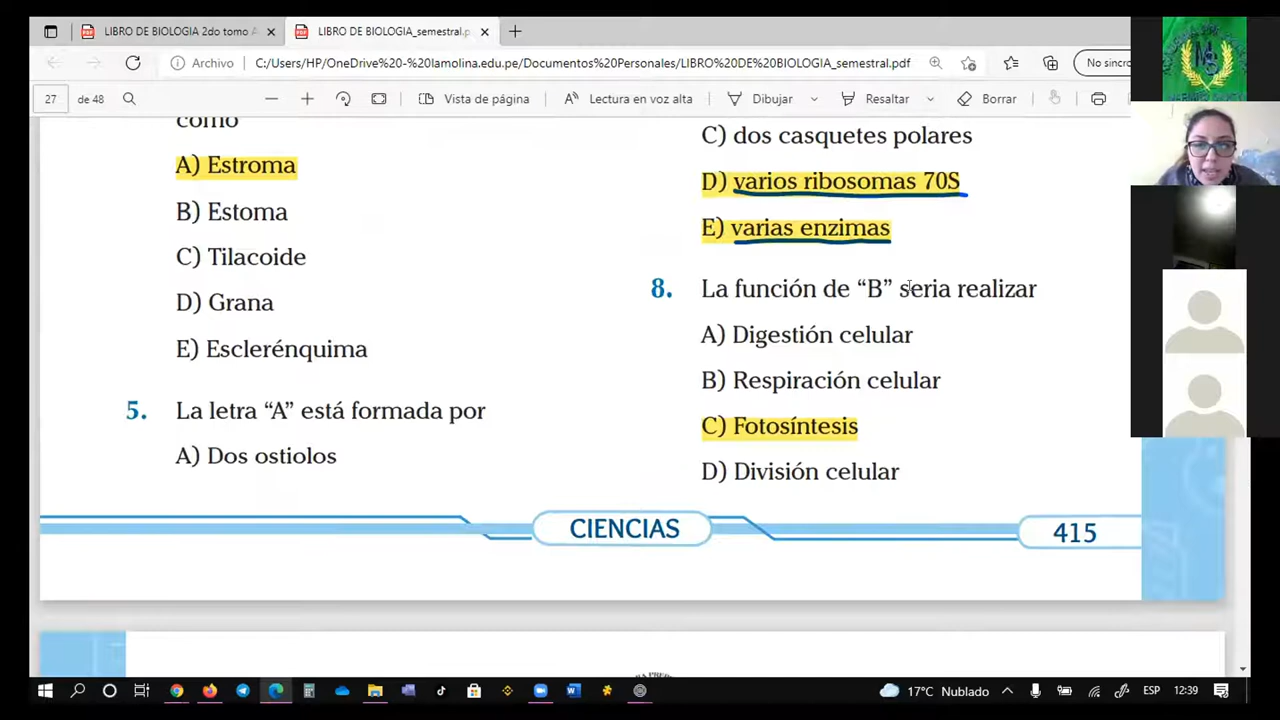 LIBRO DE BIOLOGIA 2do tomo A
LIBRO DE BIOLOGIA_semestral.p
Archivo
C:/Users/HP/OneDrive%20-%20lamolina.edu.pe/Documentos%20Personales/LIBRO%20DE%20BIOLOGIA_semestral.pdf
No sincro
27 de 48
Vista de página
Lectura en voz alta
Dibujar
Resaltar
Borrar
como
A) Estroma
B) Estoma
C) Tilacoide
D) Grana
E) Esclerénquima
5. La letra “A” está formada por
A) Dos ostiolos
C) dos casquetes polares
D) varios ribosomas 70S
E) varias enzimas
8. La función de “B” seria realizar
A) Digestión celular
B) Respiración celular
C) Fotosíntesis
D) División celular
CIENCIAS
415
17°C Nublado
ESP
12:39